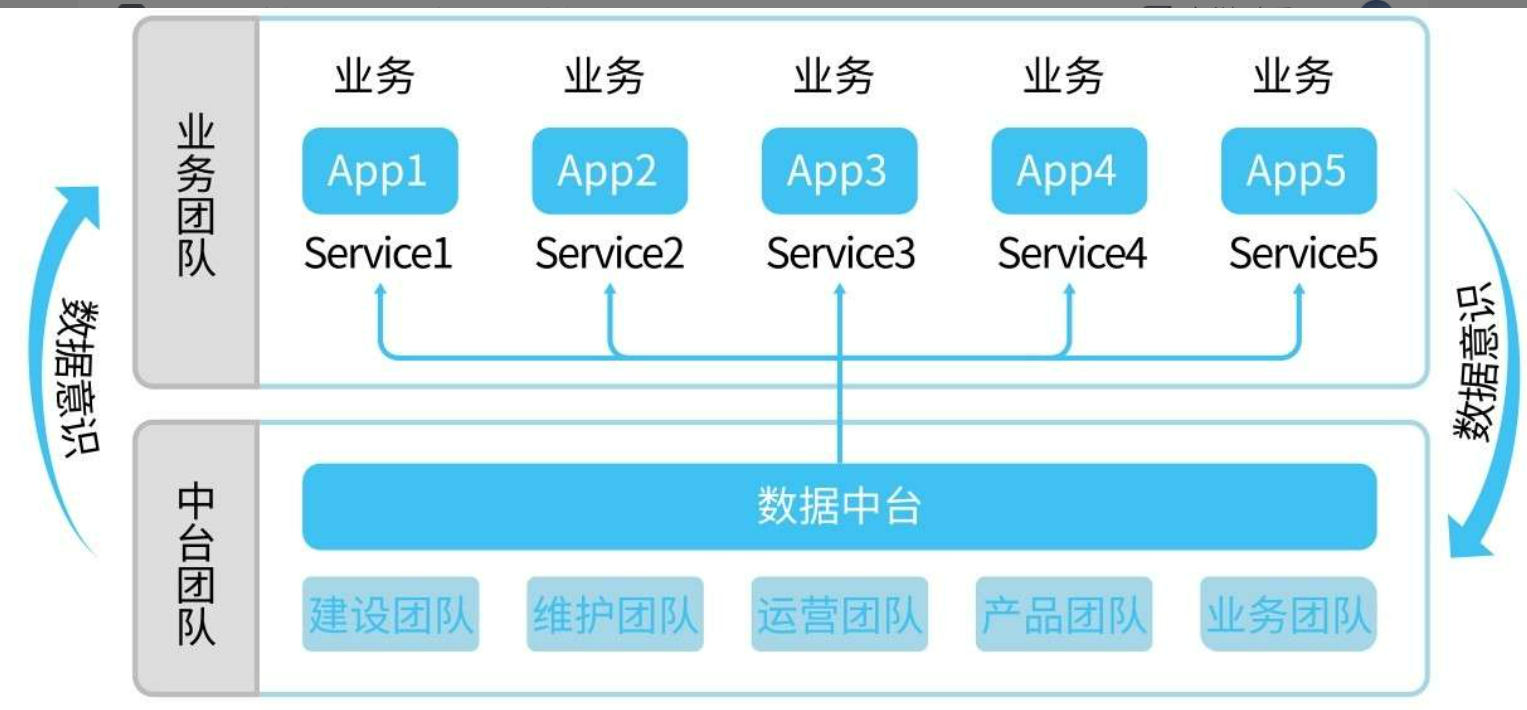 业务 业务 业务 业务 业务
业务团队
App1 App2 App3 App4 App5
Service1 Service2 Service3 Service4 Service5
数据意识
数据意识
中台团队
数据中台
建设团队 维护团队 运营团队 产品团队 业务团队